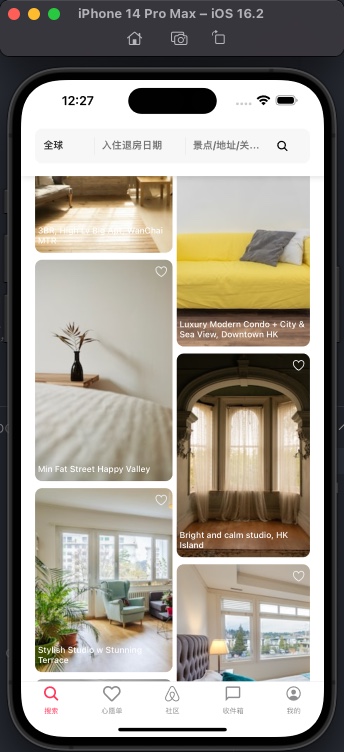 iPhone 14 Pro Max – iOS 16.2
12:27
全球
入住退房日期
景点/地址/关...
MTR
Luxury Modern Condo + City &
Sea View, Downtown HK
Min Fat Street Happy Valley
Bright and calm studio, HK
Island
Stylish Studio w Stunning
Terrace
搜索
心愿单
社区
收件箱
我的